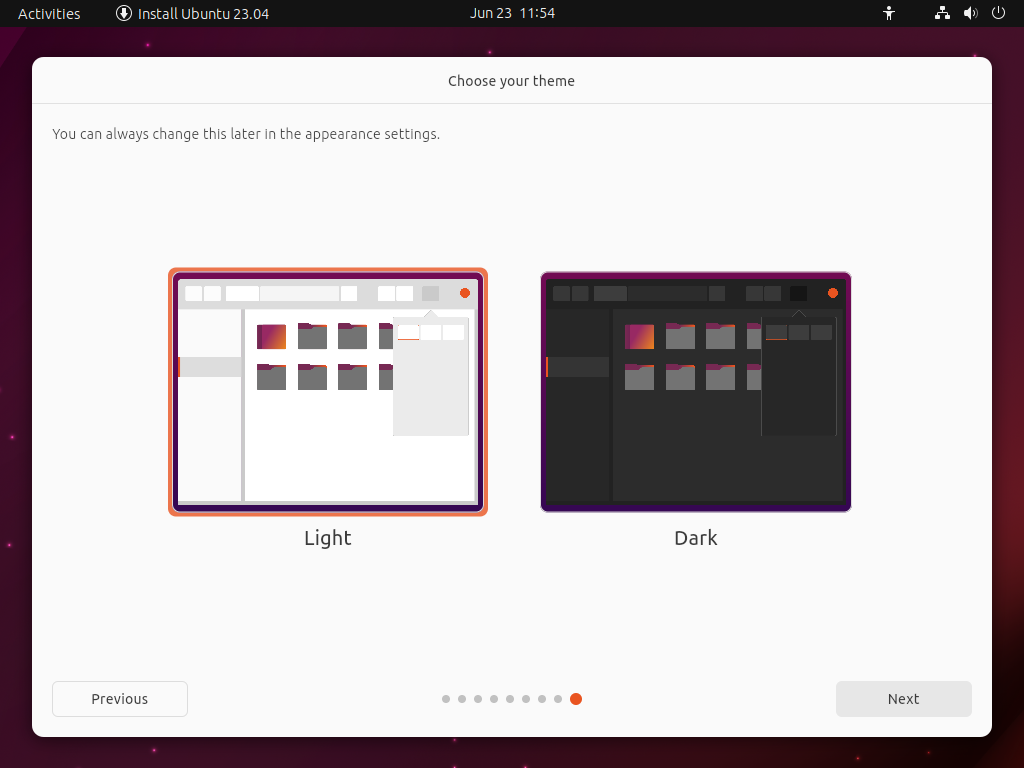 Activities Install Ubuntu 23.04 Jun 23 11:54
Choose your theme
You can always change this later in the appearance settings.
Light Dark
Previous Next